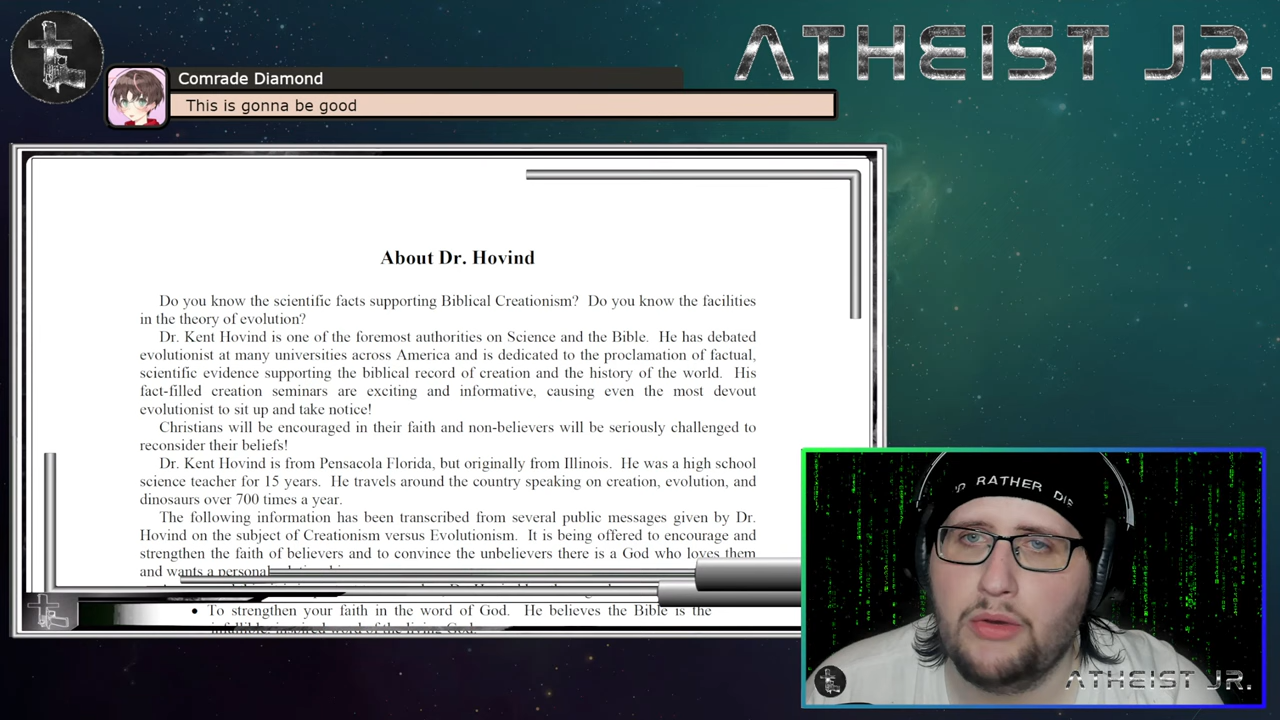 ATHEIST JR.
Comrade Diamond
This is gonna be good
About Dr. Hovind
Do you know the scientific facts supporting Biblical Creationism? Do you know the facilities
in the theory of evolution?
Dr. Kent Hovind is one of the foremost authorities on Science and the Bible. He has debated
evolutionist at many universities across America and is dedicated to the proclamation of factual,
scientific evidence supporting the biblical record of creation and the history of the world. His
fact-filled creation seminars are exciting and informative, causing even the most devout
evolutionist to sit up and take notice!
Christians will be encouraged in their faith and non-believers will be seriously challenged to
reconsider their beliefs!
Dr. Kent Hovind is from Pensacola Florida, but originally from Illinois. He was a high school
science teacher for 15 years. He travels around the country speaking on creation, evolution, and
dinosaurs over 700 times a year.
The following information has been transcribed from several public messages given by Dr.
Hovind on the subject of Creationism versus Evolutionism. It is being offered to encourage and
strengthen the faith of believers and to convince the unbelievers there is a God who loves them
and wants a personal
• To strengthen your faith in the word of God. He believes the Bible is the
infallible, inspired word of the living God.
RATHER DIE
ATHEIST JR.